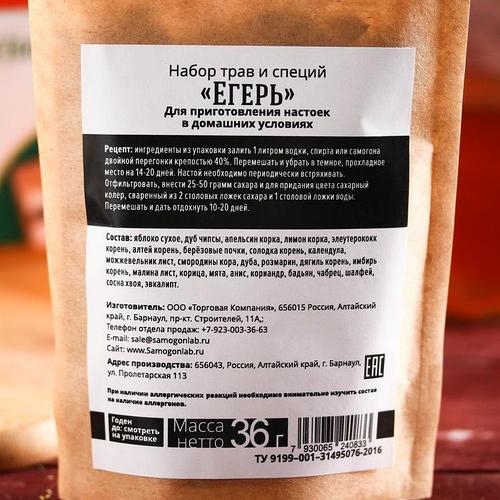 Набор трав и специй
«ЕГЕРЬ»
Для приготовления настоек
в домашних условиях
Рецепт: ингредиенты из упаковки залить 1 литром водки, спирта или самогона
двойной перегонки крепостью 40%. Перемешать и убрать в темное, прохладное
место на 14-20 дней. Настой необходимо периодически встряхивать.
Отфильтровать, внести 25-50 грамм сахара и для придания цвета сахарный
колер, сваренный из 2 столовых ложек сахара и 1 столовой ложки воды.
Перемешать и дать отдохнуть 10-20 дней.
Состав: яблоко сухое, дуб чипсы, апельсин корка, лимон корка, элеутерококк
корень, алтей корень, берёзовые почки, солодка корень, календула,
можжевельник лист, смородины кора, дуба, розмарин, дягиль корень, имбирь
корень, малина лист, корица, мята, анис, кориандр, бадьян, чабрец, шалфей,
сосна хвоя, эвкалипт.
Изготовитель: ООО «Торговая Компания», 656015 Россия, Алтайский
край, г. Барнаул, пр-кт. Строителей, 11А,;
Телефон отдела продаж: +7-923-003-36-63
E-mail: sale@samogonlab.ru
Сайт: www.Samogonlab.ru
Адрес производства: 656043, Россия, Алтайский край, г. Барнаул,
ул. Пролетарская 113
ЕАС
При наличии аллергических реакций необходимо внимательно изучить состав
на наличие аллергенов.
Годен
до: смотреть
на упаковке
Масса
нетто 36 г
7 930065 240833
ТУ 9199-001-31495076-2016